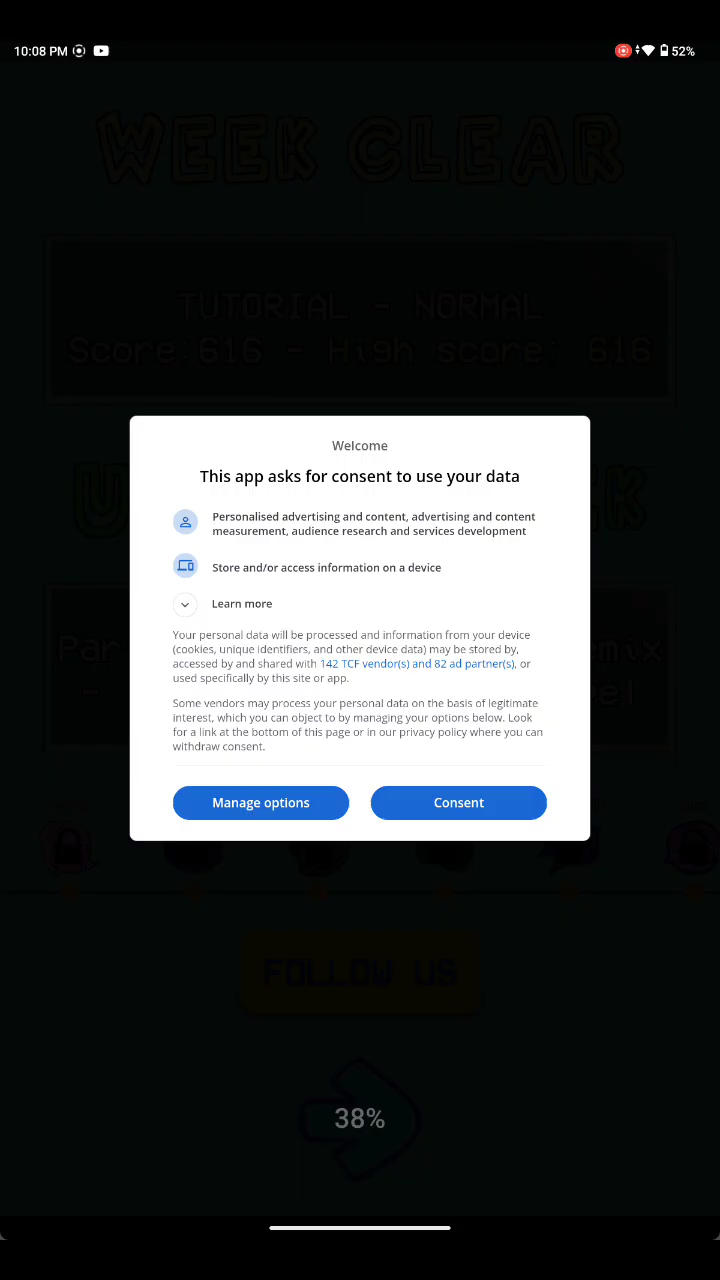 10:08 PM
52%
WEEK CLEAR
TUTORIAL - NORMAL
Score:616 - High score: 616
Welcome
This app asks for consent to use your data
Personalised advertising and content, advertising and content
measurement, audience research and services development
Store and/or access information on a device
Learn more
Your personal data will be processed and information from your device
(cookies, unique identifiers, and other device data) may be stored by,
accessed by and shared with 142 TCF vendor(s) and 82 ad partner(s), or
used specifically by this site or app.
Some vendors may process your personal data on the basis of legitimate
interest, which you can object to by managing your options below. Look
for a link at the bottom of this page or in our privacy policy where you can
withdraw consent.
Manage options
Consent
FOLLOW US
38%